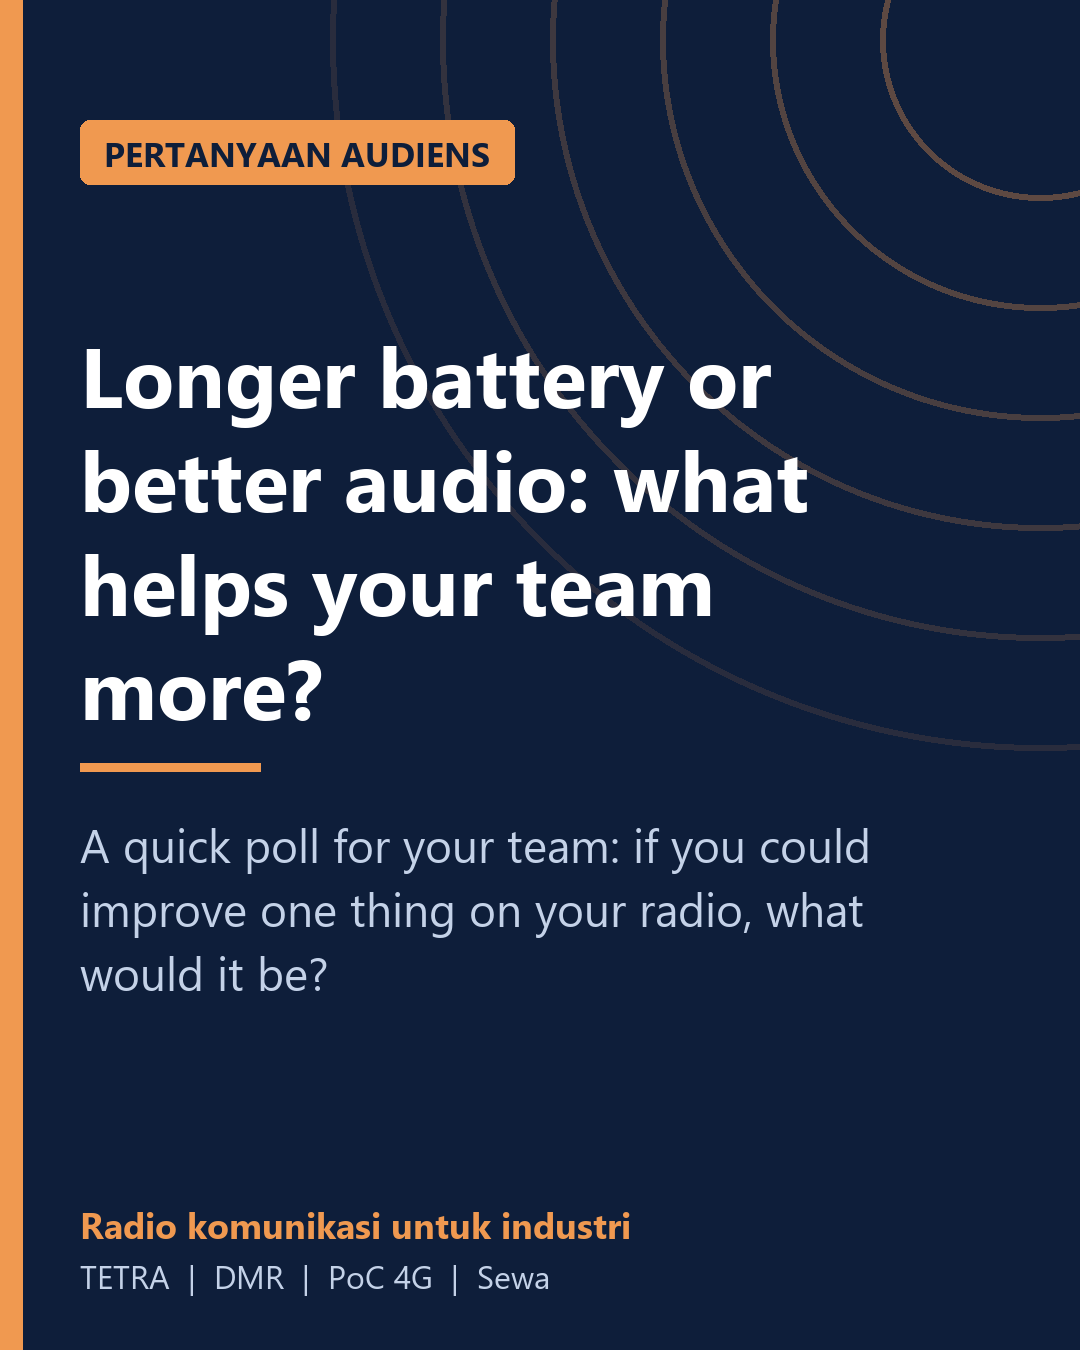 PERTANYAAN AUDIENS
Longer battery or
better audio: what
helps your team
more?
A quick poll for your team: if you could
improve one thing on your radio, what
would it be?
Radio komunikasi untuk industri
TETRA | DMR | PoC 4G | Sewa